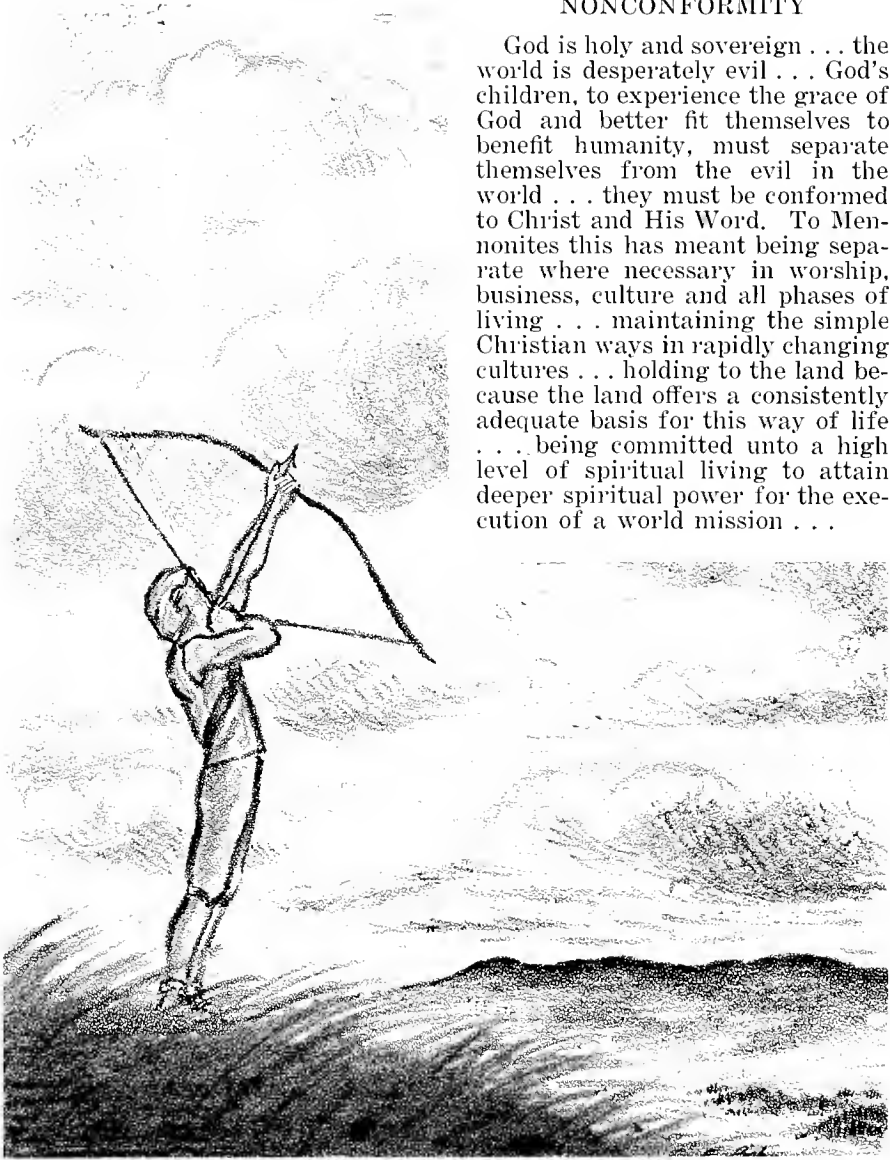 NONCONFORMITY
God is holy and sovereign . . . the
world is desperately evil . . . God's
children, to experience the grace of
God and better fit themselves to
benefit humanity, must separate
themselves from the evil in the
world . . . they must be conformed
to Christ and His Word. To Men-
nonites this has meant being sepa-
rate where necessary in worship,
business, culture and all phases of
living . . . maintaining the simple
Christian ways in rapidly changing
cultures . . . holding to the land be-
cause the land offers a consistently
adequate basis for this way of life
. . . being committed unto a high
level of spiritual living to attain
deeper spiritual power for the exe-
cution of a world mission . . .